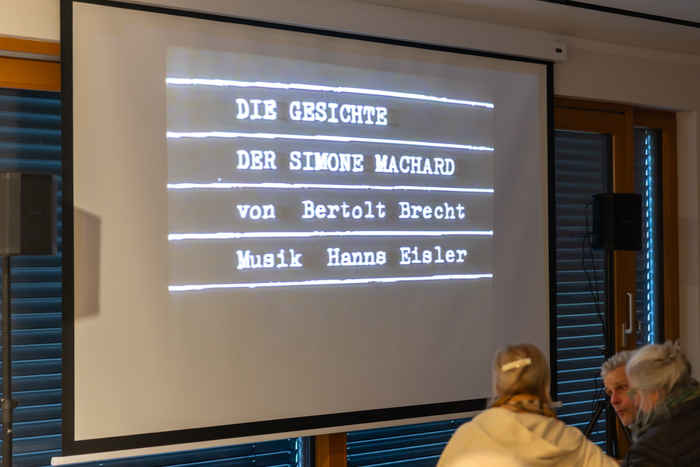 DIE GESICHTE
DER SIMONE MACHARD
von Bertolt Brecht
Musik Hanns Eisler